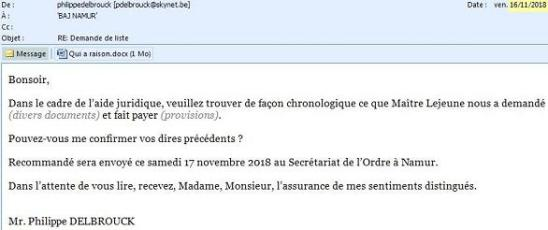 De : philippedelbrouck [pdelbrouck@skynet.be] Date : ven. 16/11/2018
À : 'BAJ NAMUR'
Cc :
Objet : RE: Demande de liste
Message Qui a raison.docx (1 Mo)
Bonsoir,
Dans le cadre de l'aide juridique, veuillez trouver de façon chronologique ce que Maître Lejeune nous a demandé
(divers documents) et fait payer (provisions).
Pouvez-vous me confirmer vos dires précédents ?
Recommandé sera envoyé ce samedi 17 novembre 2018 au Secrétariat de l'Ordre à Namur.
Dans l'attente de vous lire, recevez, Madame, Monsieur, l'assurance de mes sentiments distingués.
Mr. Philippe DELBROUCK